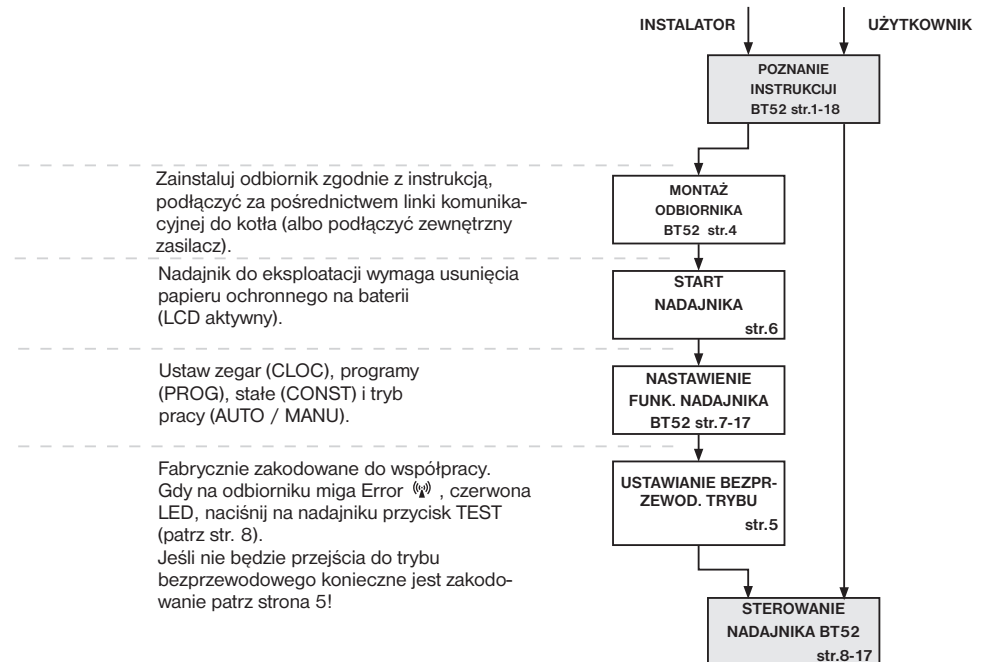 INSTALATOR
UŻYTKOWNIK
POZNANIE
INSTRUKCIJI
BT52 str.1-18
Zainstaluj odbiornik zgodnie z instrukcją,
podłączyć za pośrednictwem linki komunika-
cyjnej do kotła (albo podłączyć zewnętrzny
zasilacz).
MONTAŻ
ODBIORNIKA
BT52 str.4
Nadajnik do eksploatacji wymaga usunięcia
papieru ochronnego na baterii
(LCD aktywny).
START
NADAJNIKA
str.6
Ustaw zegar (CLOC), programy
(PROG), stałe (CONST) i tryb
pracy (AUTO / MANU).
NASTAWIENIE
FUNK. NADAJNIKA
BT52 str.7-17
Fabrycznie zakodowane do współpracy.
Gdy na odbiorniku miga Error , czerwona
LED, naciśnij na nadajniku przycisk TEST
(patrz str. 8).
Jeśli nie będzie przejścia do trybu
bezprzewodowego konieczne jest zakodo-
wanie patrz strona 5!
USTAWIANIE BEZPR-
ZEWOD. TRYBU
str.5
STEROWANIE
NADAJNIKA BT52
str.8-17